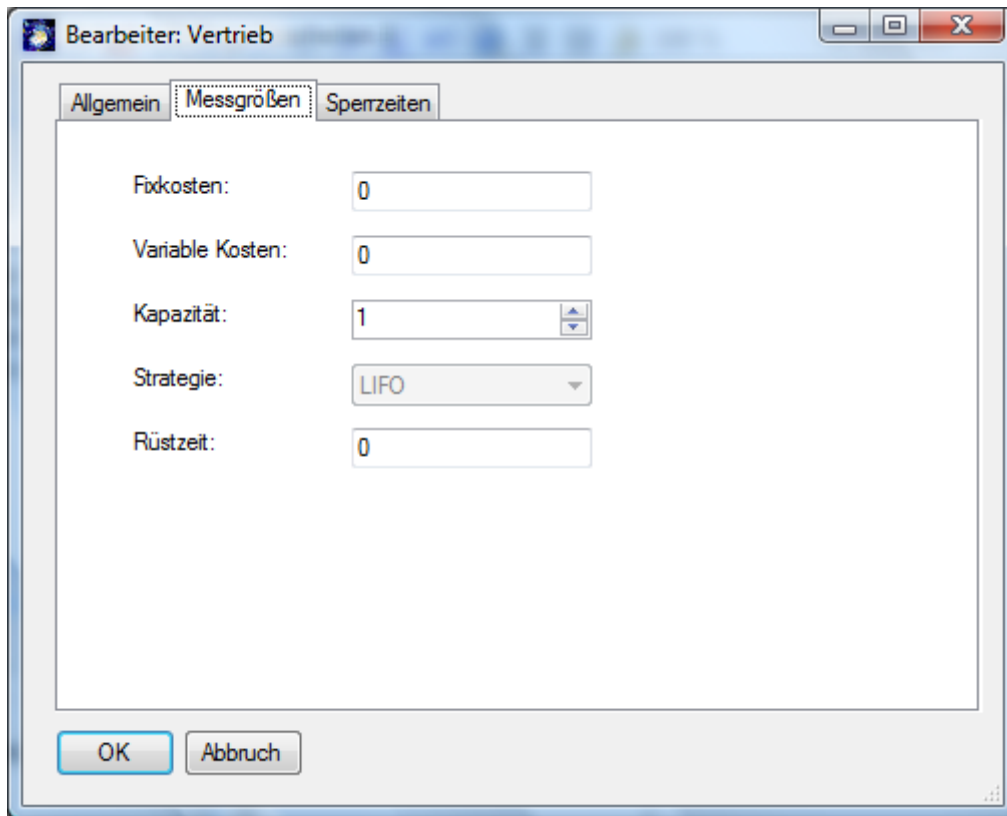 Bearbeiter: Vertrieb
Allgemein Messgrößen Sperrzeiten
Fixkosten: 0
Variable Kosten: 0
Kapazität: 1
Strategie: LIFO
Rüstzeit: 0
OK Abbruch